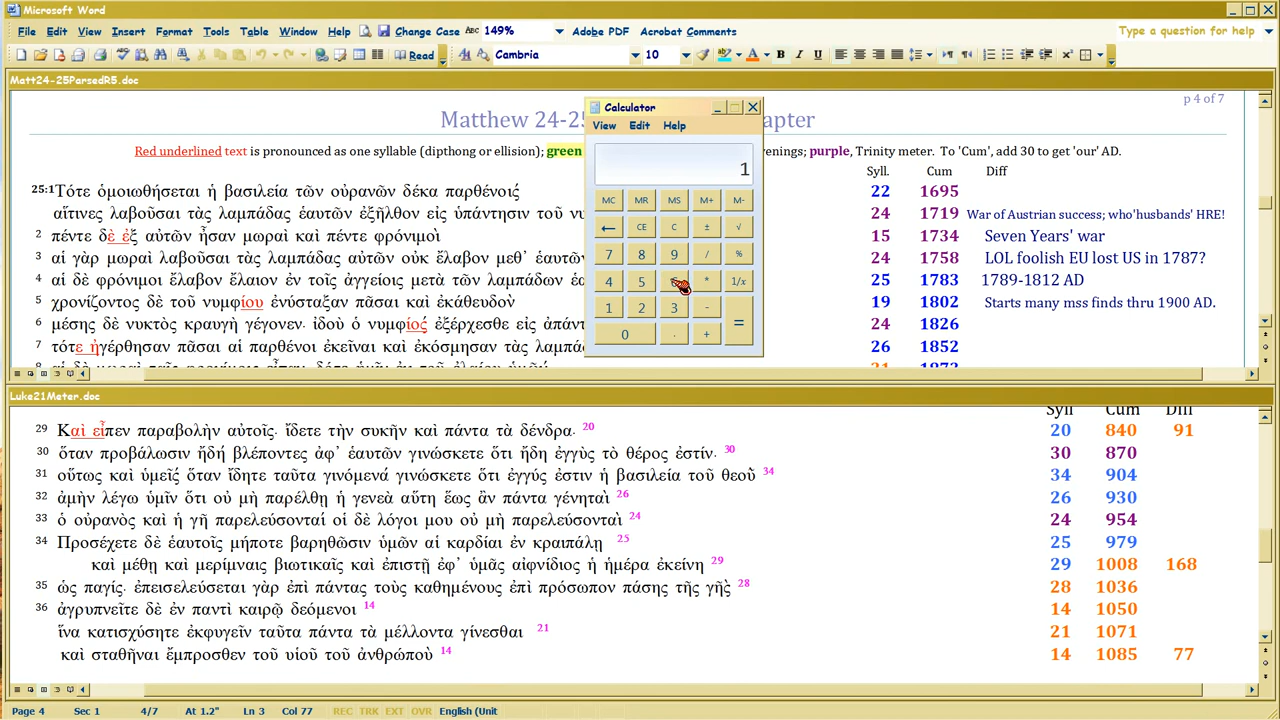 Microsoft Word
File Edit View Insert Format Tools Table Window Help Change Case ABC 149% Adobe PDF Acrobat Comments Type a question for help
Read Cambria 10 B I U
Matt24-25ParsedR5.doc
p 4 of 7
Matthew 24-25 apter
Red underlined text is pronounced as one syllable (dipthong or ellision); green venings; purple, Trinity meter. To 'Cum', add 30 to get 'our' AD.
Syll. Cum Diff
25:1Τότε ὁμοιωθήσεται ἡ βασιλεία τῶν οὐρανῶν δέκα παρθένοις 22 1695
αἵτινες λαβοῦσαι τὰς λαμπάδας ἑαυτῶν ἐξῆλθον εἰς ὑπάντησιν τοῦ νυ 24 1719 War of Austrian success; who'husbands' HRE!
2 πέντε δὲ ἐξ αὐτῶν ἦσαν μωραὶ καὶ πέντε φρόνιμοὶ 15 1734 Seven Years' war
3 αἱ γὰρ μωραὶ λαβοῦσαι τὰς λαμπάδας αὐτῶν οὐκ ἔλαβον μεθ᾽ ἑαυτῶν 24 1758 LOL foolish EU lost US in 1787?
4 αἱ δὲ φρόνιμοι ἔλαβον ἔλαιον ἐν τοῖς ἀγγείοις μετὰ τῶν λαμπάδων ἑ 25 1783 1789-1812 AD
5 χρονίζοντος δὲ τοῦ νυμφίου ἐνύσταξαν πᾶσαι καὶ ἐκάθευδοὐ 19 1802 Starts many mss finds thru 1900 AD.
6 μέσης δὲ νυκτὸς κραυγὴ γέγονεν· ἰδοὺ ὁ νυμφίος ἐξέρχεσθε εἰς ἀπάντ 24 1826
7 τότε ἠγέρθησαν πᾶσαι αἱ παρθένοι ἐκεῖναι καὶ ἐκόσμησαν τὰς λαμπα 26 1852
Calculator
View Edit Help
1
MC MR MS M+ M-
← CE C ± √
7 8 9 / %
4 5 * 1/x
1 2 3 - =
0 . +
Luke21Meter.doc
Syll Cum Diff
29 Καὶ εἶπεν παραβολὴν αὐτοῖς· ἴδετε τὴν συκῆν καὶ πάντα τὰ δένδρα· 20 20 840 91
30 ὅταν προβάλωσιν ἤδη βλέποντες ἀφ᾽ ἑαυτῶν γινώσκετε ὅτι ἤδη ἐγγὺς τὸ θέρος ἐστίν· 30 30 870
31 οὕτως καὶ ὑμεῖς ὅταν ἴδητε ταῦτα γινόμενα γινώσκετε ὅτι ἐγγύς ἐστιν ἡ βασιλεία τοῦ θεοῦ 34 34 904
32 ἀμὴν λέγω ὑμῖν ὅτι οὐ μὴ παρέλθῃ ἡ γενεὰ αὕτη ἕως ἂν πάντα γένηται 26 26 930
33 ὁ οὐρανὸς καὶ ἡ γῆ παρελεύσονται οἱ δὲ λόγοι μου οὐ μὴ παρελεύσονται 24 24 954
34 Προσέχετε δὲ ἑαυτοῖς μήποτε βαρηθῶσιν ὑμῶν αἱ καρδίαι ἐν κραιπάλῃ 25 25 979
καὶ μέθῃ καὶ μερίμναις βιωτικαῖς καὶ ἐπιστῇ ἐφ᾽ ὑμᾶς αἰφνίδιος ἡ ἡμέρα ἐκείνη 29 29 1008 168
35 ὡς παγίς· ἐπεισελεύσεται γὰρ ἐπὶ πάντας τοὺς καθημένους ἐπὶ πρόσωπον πάσης τῆς γῆς 28 28 1036
36 ἀγρυπνεῖτε δὲ ἐν παντὶ καιρῷ δεόμενοι 14 14 1050
ἵνα κατισχύσητε ἐκφυγεῖν ταῦτα πάντα τὰ μέλλοντα γίνεσθαι 21 21 1071
καὶ σταθῆναι ἔμπροσθεν τοῦ υἱοῦ τοῦ ἀνθρώπου 14 14 1085 77
Page 4 Sec 1 4/7 At 1.2" Ln 3 Col 77 REC TRK EXT OVR English (Unit